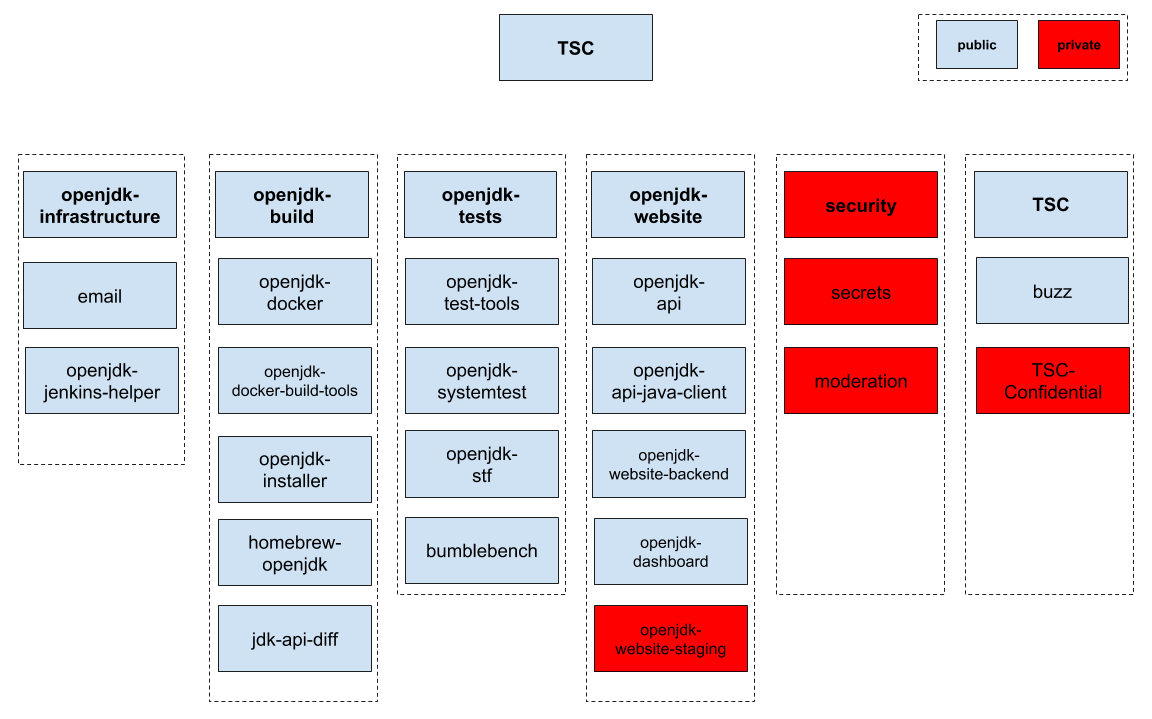 TSC
public
private
openjdk-
infrastructure
email
openjdk-
jenkins-helper
openjdk-
build
openjdk-
docker
openjdk-
docker-build-tools
openjdk-
installer
homebrew-
openjdk
jdk-api-diff
openjdk-
tests
openjdk-
test-tools
openjdk-
systemtest
openjdk-
stf
bumblebench
openjdk-
website
openjdk-
api
openjdk-
api-java-client
openjdk-
website-backend
openjdk-
dashboard
openjdk-
website-staging
security
secrets
moderation
TSC
buzz
TSC-
Confidential